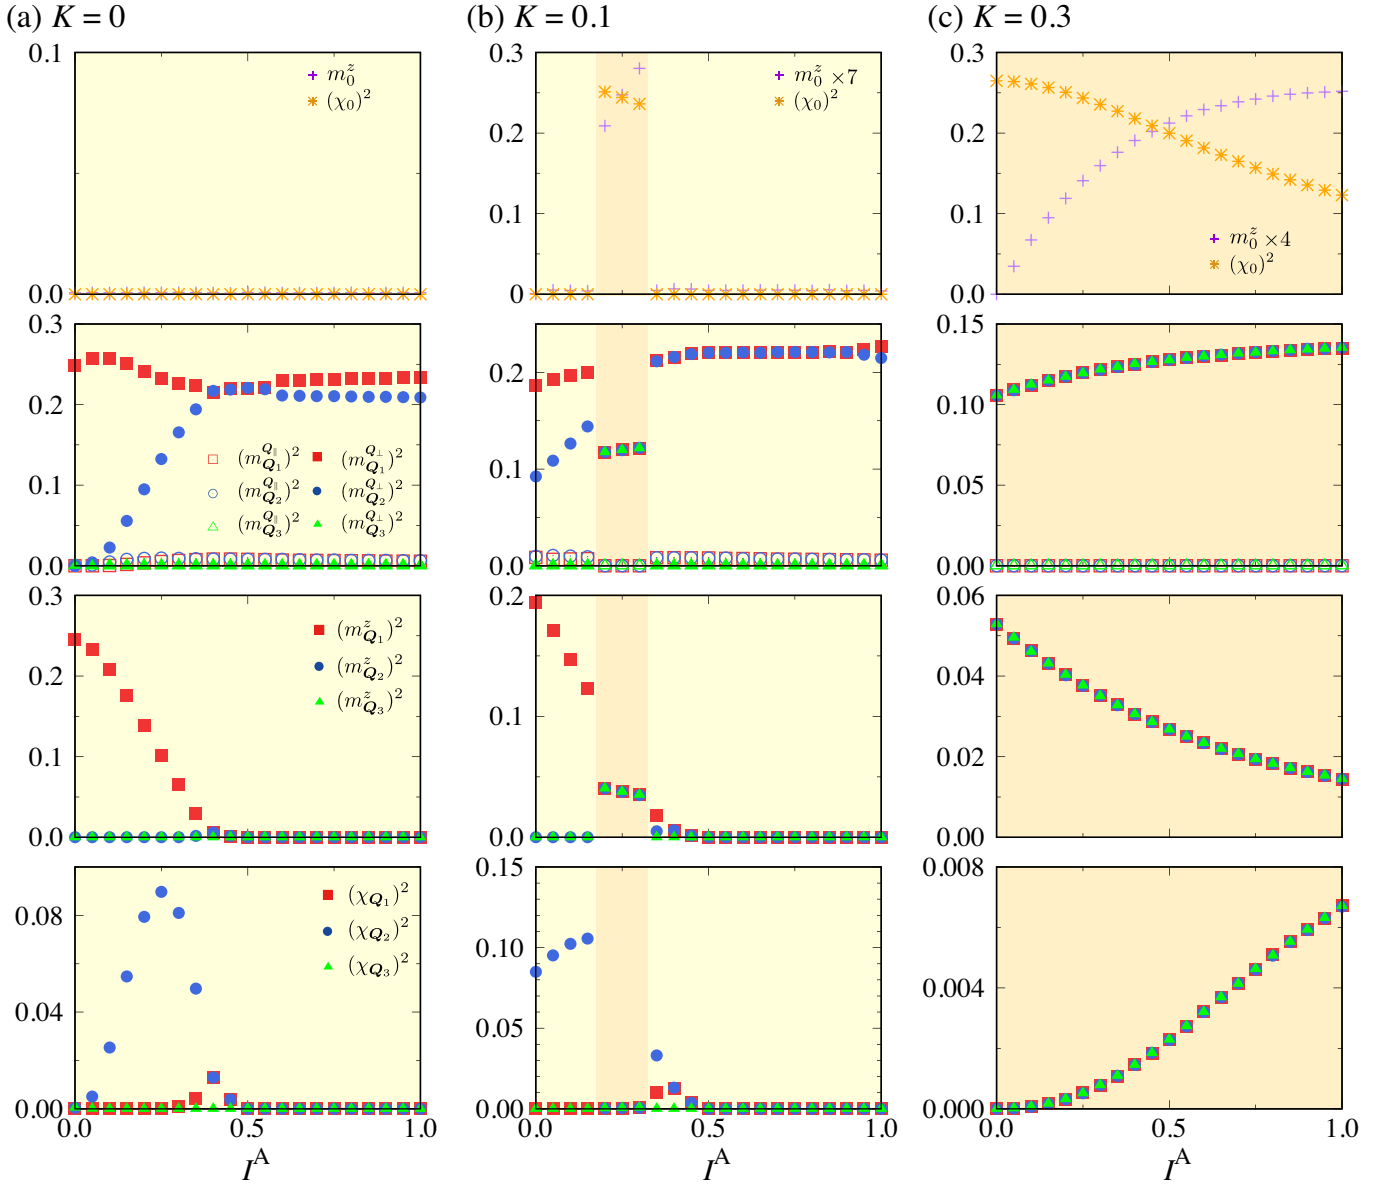 (a) K = 0
(b) K = 0.1
(c) K = 0.3
0.1
0.0
m_0^z
(χ_0)^2
0.3
0.2
0.1
0
m_0^z ×7
(χ_0)^2
0.3
0.2
0.1
0.0
m_0^z ×4
(χ_0)^2
0.3
0.2
0.1
0.0
(m_{Q_1}^{Q_∥})^2 (m_{Q_1}^{Q_⊥})^2
(m_{Q_2}^{Q_∥})^2 (m_{Q_2}^{Q_⊥})^2
(m_{Q_3}^{Q_∥})^2 (m_{Q_3}^{Q_⊥})^2
0.2
0.1
0.0
0.15
0.10
0.05
0.00
0.3
0.2
0.1
0.0
(m_{Q_1}^z)^2
(m_{Q_2}^z)^2
(m_{Q_3}^z)^2
0.2
0.1
0.0
0.06
0.04
0.02
0.00
0.08
0.04
0.00
(χ_{Q_1})^2
(χ_{Q_2})^2
(χ_{Q_3})^2
0.15
0.10
0.05
0.00
0.008
0.004
0.000
0.0 0.5 1.0
I^A
0.0 0.5 1.0
I^A
0.0 0.5 1.0
I^A